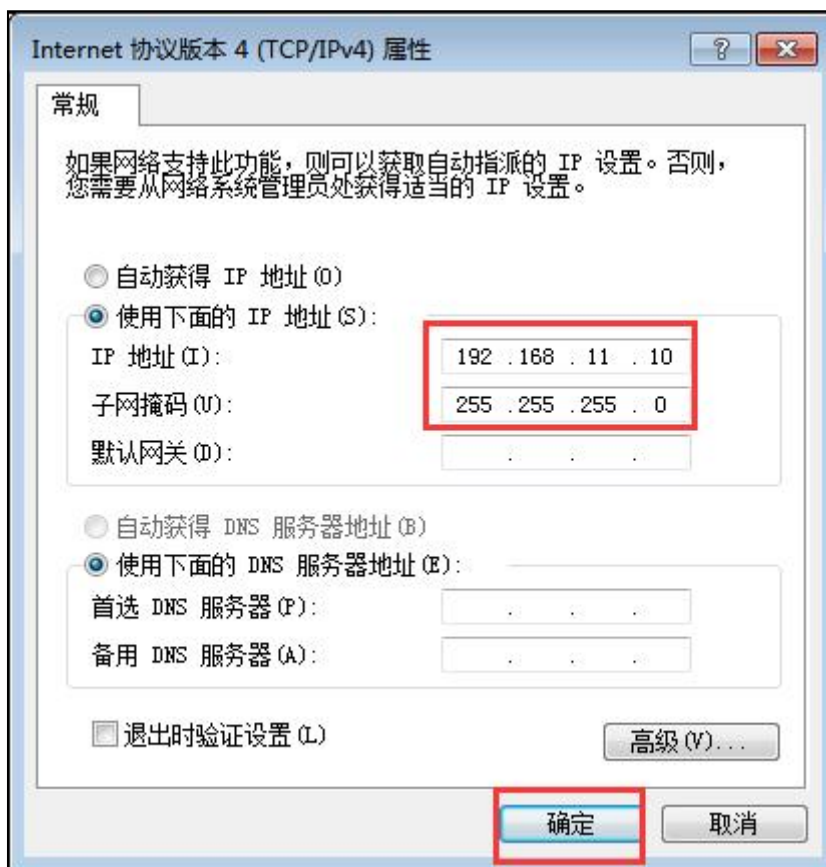 Internet 协议版本 4 (TCP/IPv4) 属性
常规
如果网络支持此功能，则可以获取自动指派的 IP 设置。否则，
您需要从网络系统管理员处获得适当的 IP 设置。
自动获得 IP 地址(O)
使用下面的 IP 地址(S):
IP 地址(I): 192 .168 . 11 . 10
子网掩码(U): 255 .255 .255 . 0
默认网关(D): . . .
自动获得 DNS 服务器地址(B)
使用下面的 DNS 服务器地址(E):
首选 DNS 服务器(P): . . .
备用 DNS 服务器(A): . . .
退出时验证设置(L)
高级(V)...
确定 取消